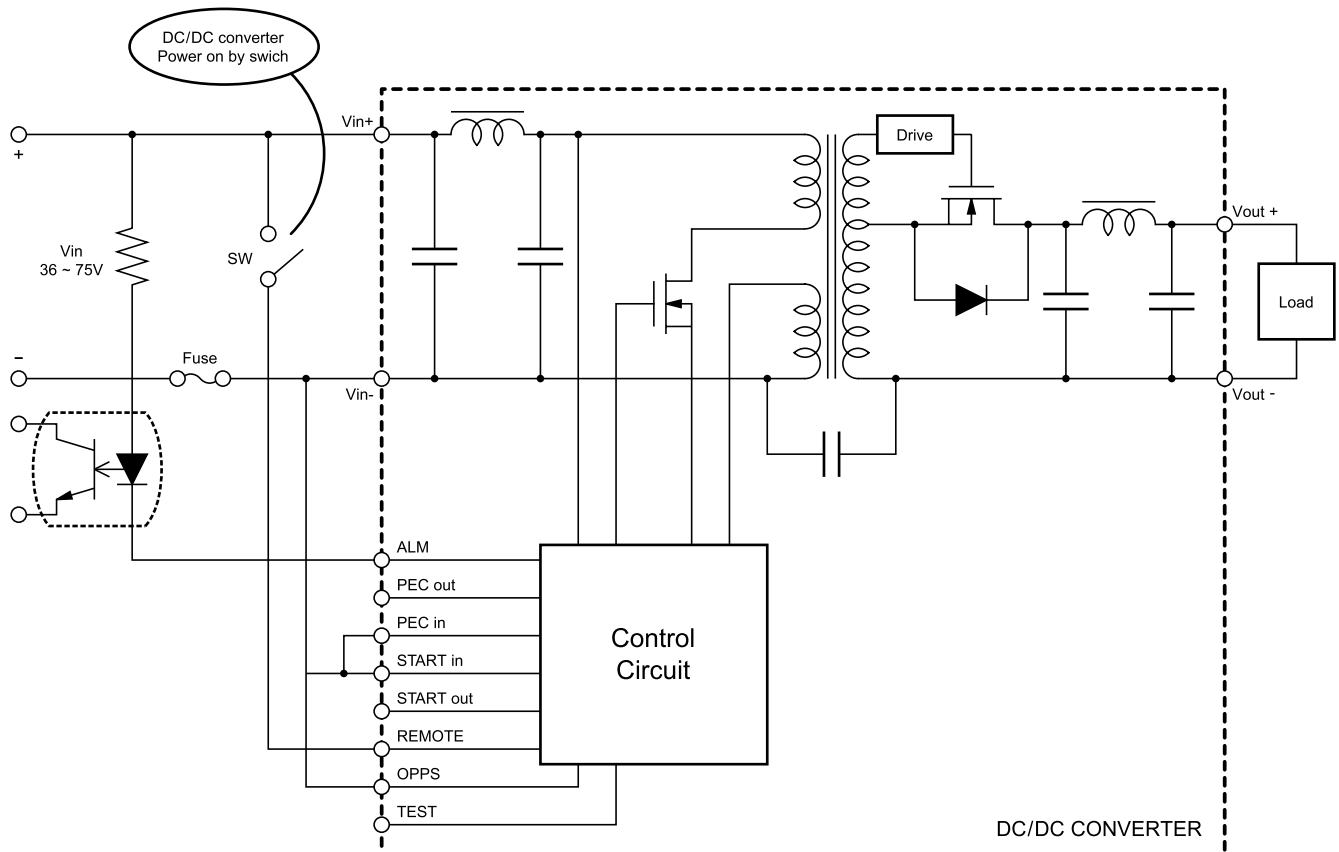 DC/DC converter
Power on by swich
Vin+
+
Drive
Vout +
Vin
36 ~ 75V
SW
Load
−
Fuse
Vin-
Vout -
ALM
PEC out
PEC in
START in
START out
REMOTE
OPPS
TEST
Control
Circuit
DC/DC CONVERTER